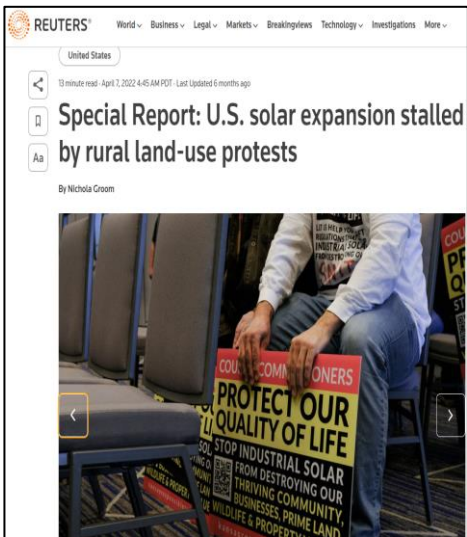 REUTERS®
World Business Legal Markets Breakingviews Technology Investigations More
United States
13 minute read · April 7, 2022 4:45 AM PDT · Last Updated 6 months ago
Aa
Special Report: U.S. solar expansion stalled
by rural land-use protests
By Nichola Groom
COMM ONERS
PROTECT OUR
QUALITY OF LIFE
STOP INDUSTRIAL SOLAR
FROM DESTROYING OUR
THRIVING COMMUNITY,
BUSINESSES, PRIME LAND
WILDLIFE & PROPERTY